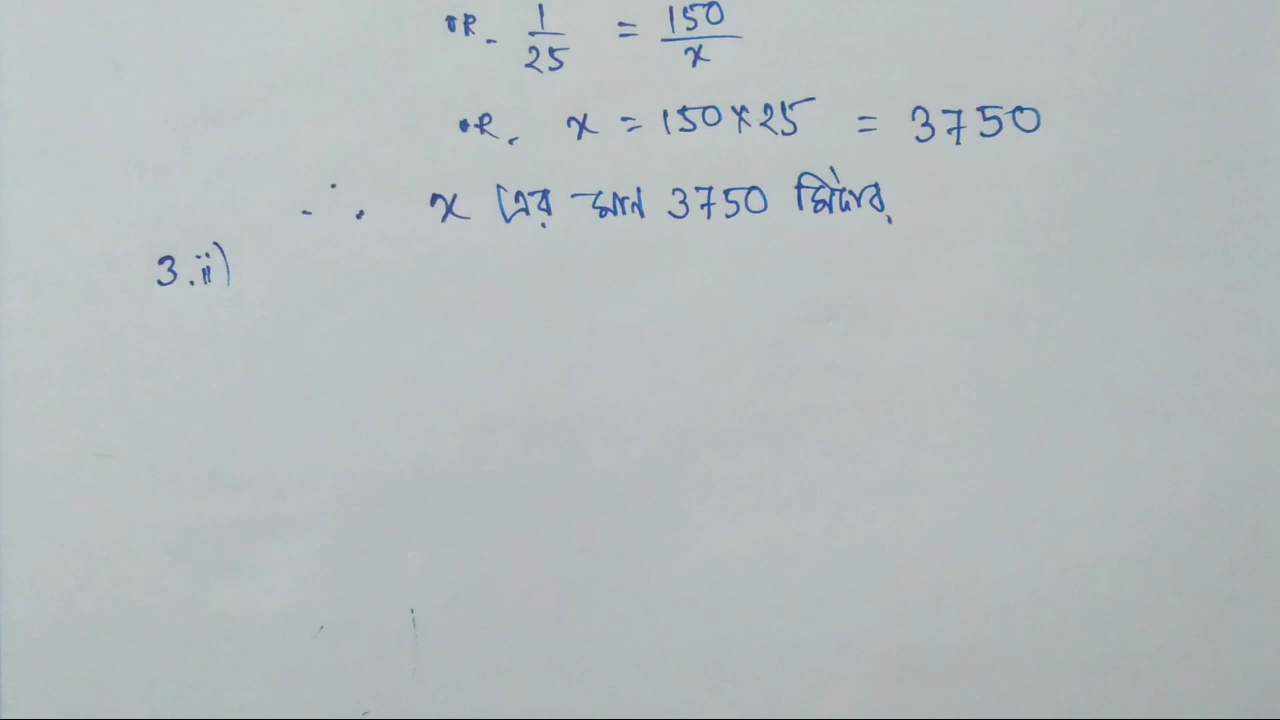 OR. 1/25 = 150/x
OR. x = 150×25 = 3750
∴ x এর মান 3750 মিটার,
3.ii)